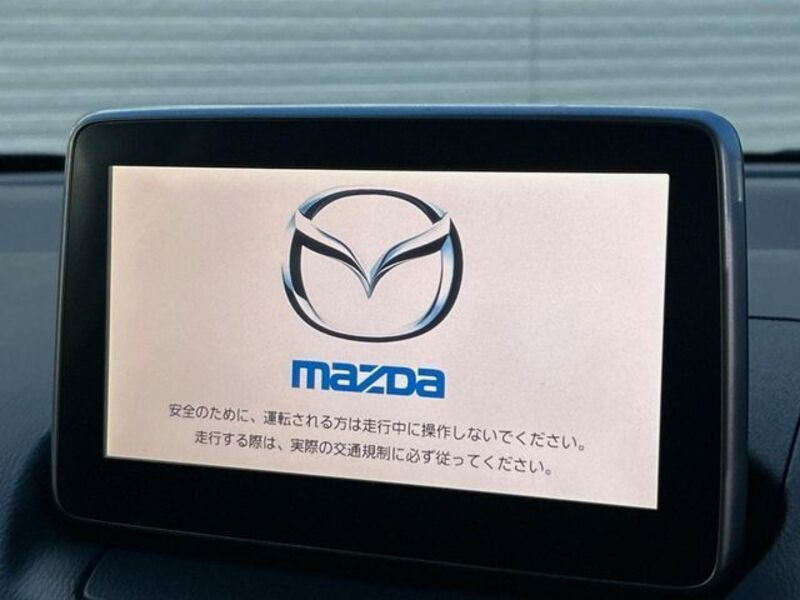 mazDa
安全のために、運転される方は走行中に操作しないでください。
走行する際は、実際の交通規制に必ず従ってください。